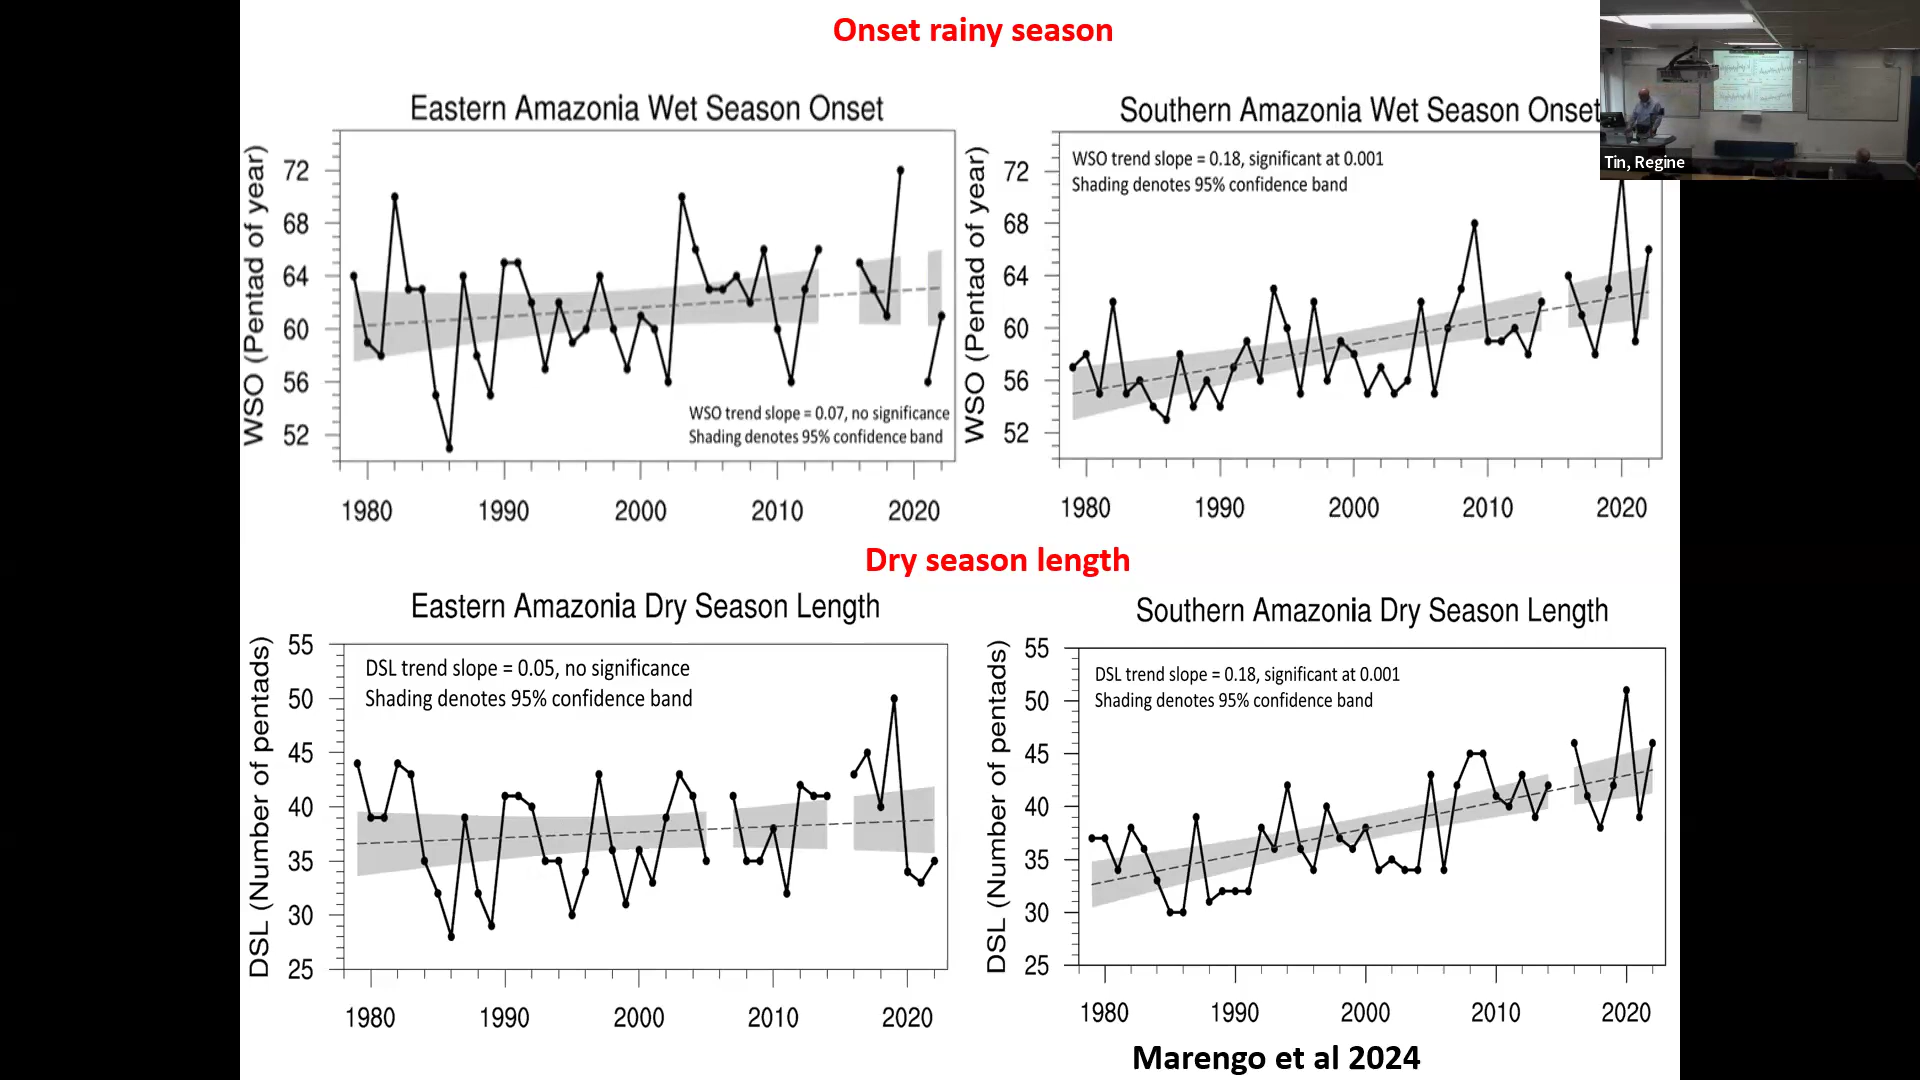 Onset rainy season
Eastern Amazonia Wet Season Onset
WSO (Pentad of year)
72
68
64
60
56
52
WSO trend slope = 0.07, no significance
Shading denotes 95% confidence band
1980 1990 2000 2010 2020
Southern Amazonia Wet Season Onset
WSO (Pentad of year)
72
68
64
60
56
52
WSO trend slope = 0.18, significant at 0.001
Shading denotes 95% confidence band
1980 1990 2000 2010 2020
Tin, Regine
Dry season length
Eastern Amazonia Dry Season Length
DSL (Number of pentads)
55
50
45
40
35
30
25
DSL trend slope = 0.05, no significance
Shading denotes 95% confidence band
1980 1990 2000 2010 2020
Southern Amazonia Dry Season Length
DSL (Number of pentads)
55
50
45
40
35
30
25
DSL trend slope = 0.18, significant at 0.001
Shading denotes 95% confidence band
1980 1990 2000 2010 2020
Marengo et al 2024